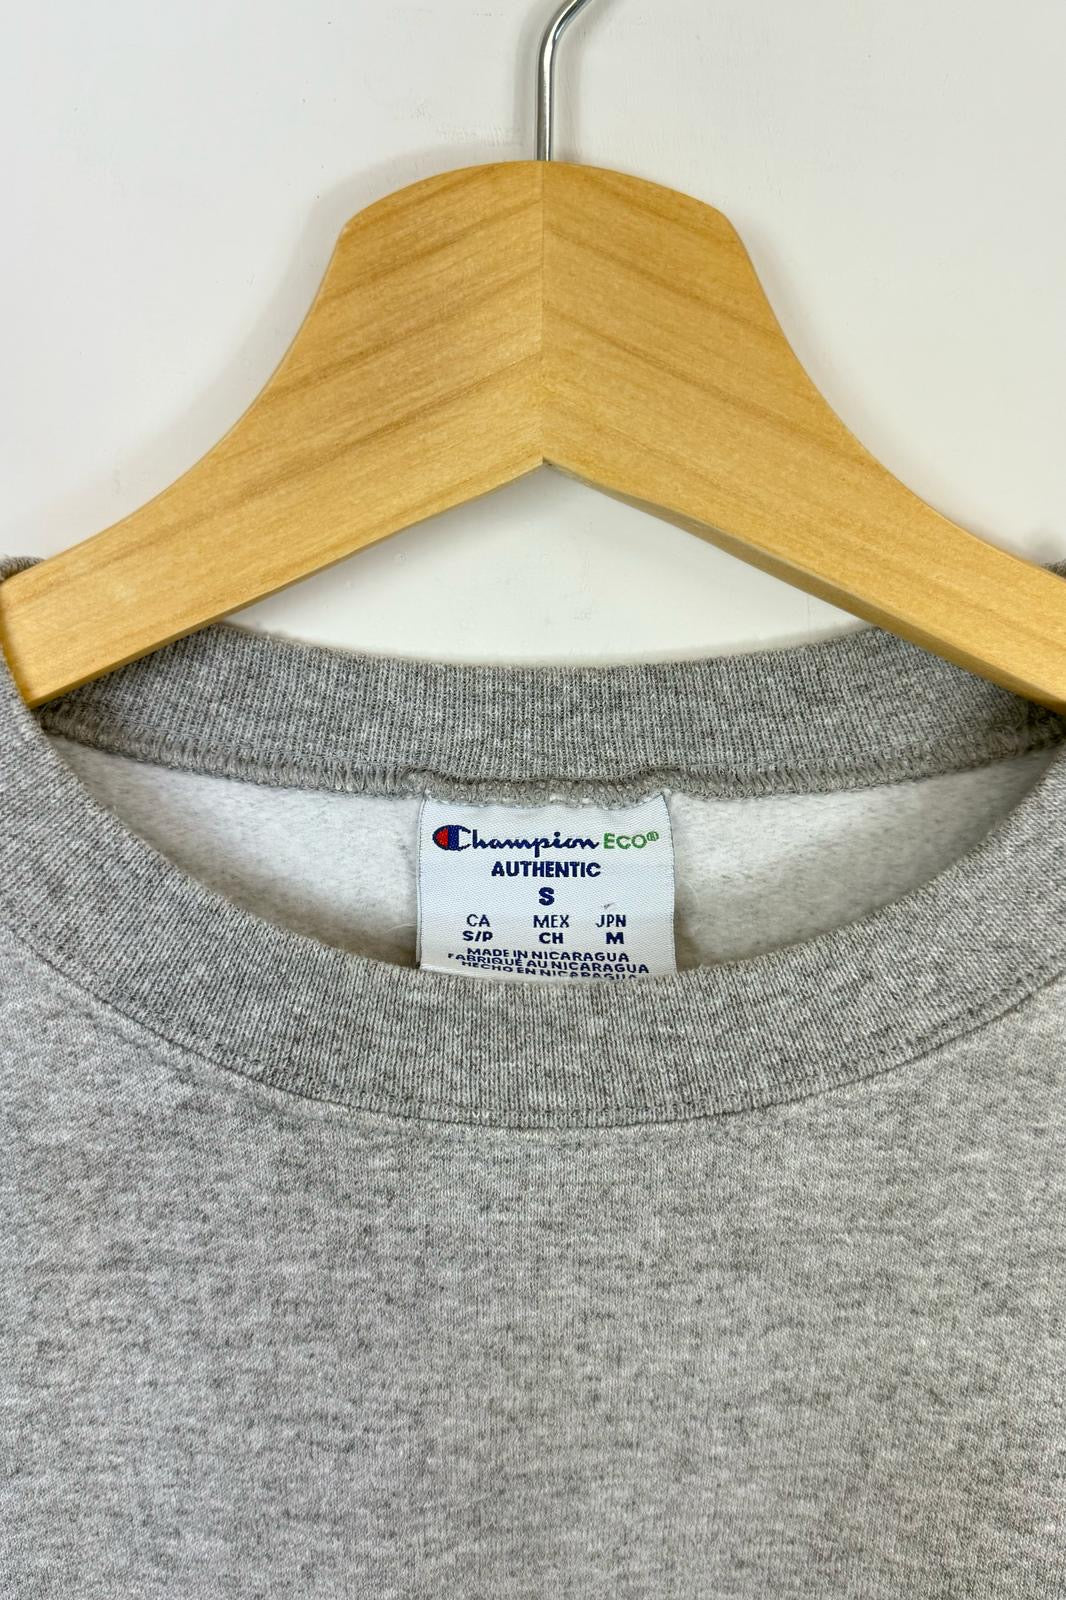 Champion ECO®
AUTHENTIC
S
CA MEX JPN
S/P CH M
MADE IN NICARAGUA
FABRIQUÉ AU NICARAGUA
HECHO EN NICARAGUA